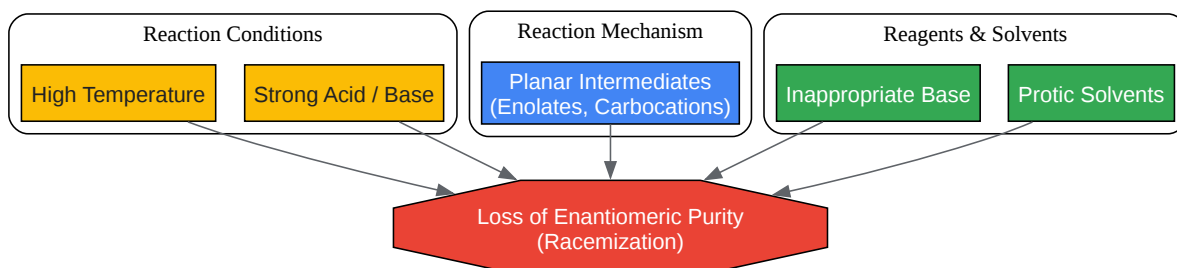 Reaction Conditions
High Temperature
Strong Acid / Base
Reaction Mechanism
Planar Intermediates
(Enolates, Carbocations)
Reagents & Solvents
Inappropriate Base
Protic Solvents
Loss of Enantiomeric Purity
(Racemization)